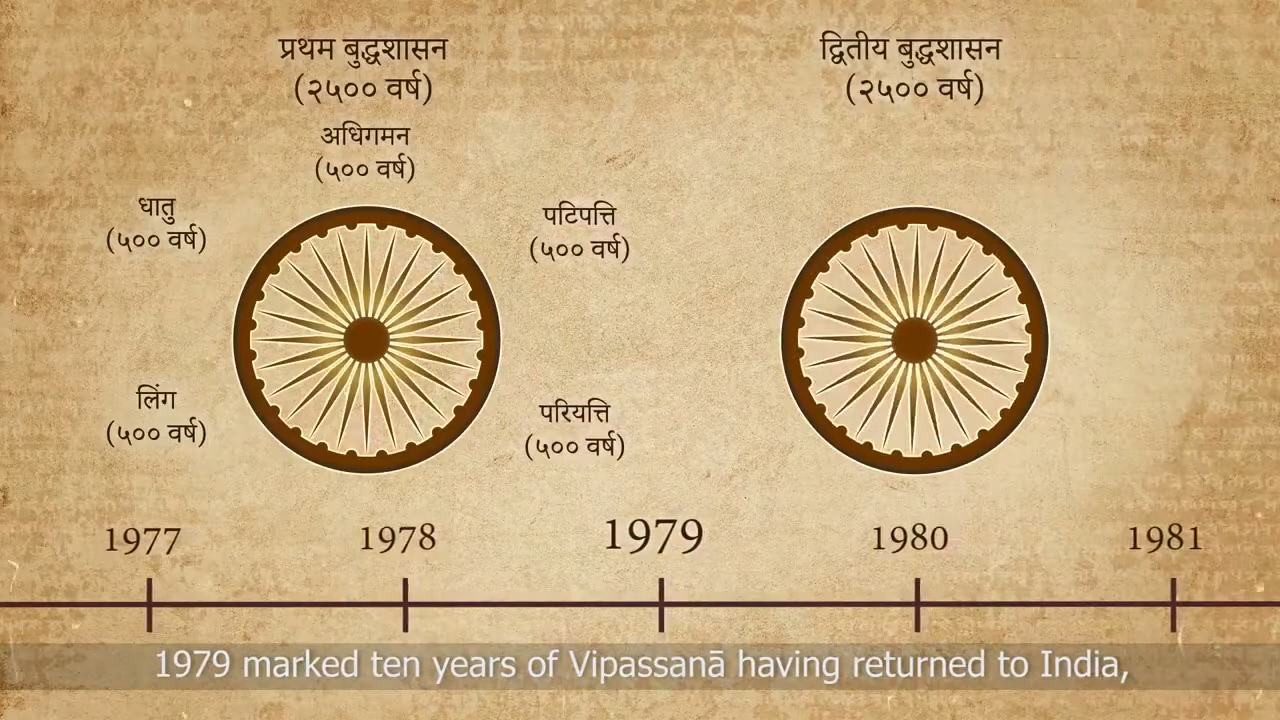 प्रथम बुद्धशासन
(२५०० वर्ष)
अधिगमन
(५०० वर्ष)
धातु
(५०० वर्ष)
पटिपत्ति
(५०० वर्ष)
लिंग
(५०० वर्ष)
परियत्ति
(५०० वर्ष)
द्वितीय बुद्धशासन
(२५०० वर्ष)
1977 1978 1979 1980 1981
1979 marked ten years of Vipassanā having returned to India,